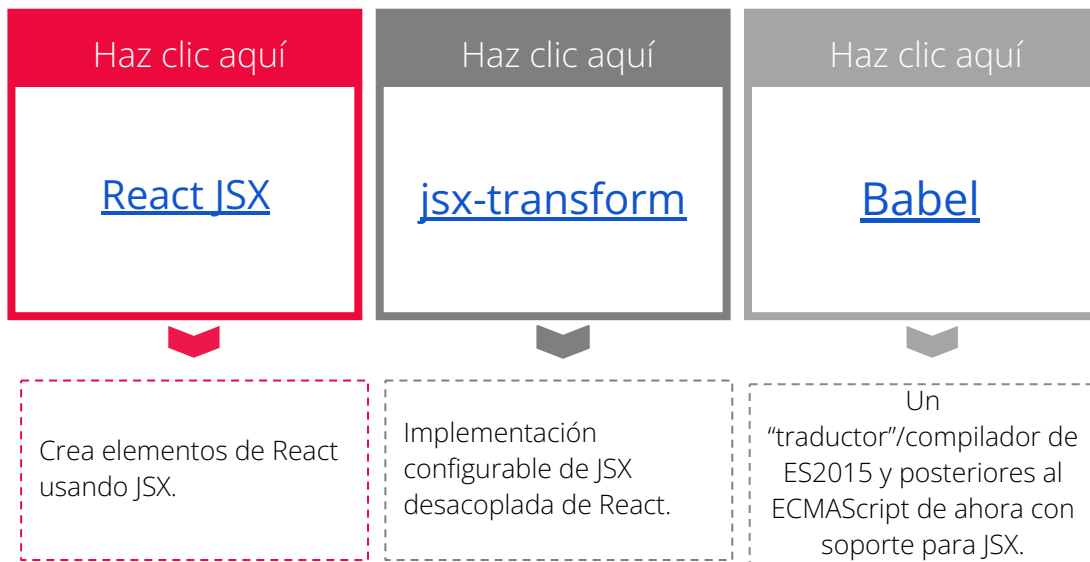 Haz clic aquí
React JSX
Crea elementos de React
usando JSX.
Haz clic aquí
jsx-transform
Implementación
configurable de JSX
desacoplada de React.
Haz clic aquí
Babel
Un
“traductor”/compilador de
ES2015 y posteriores al
ECMAScript de ahora con
soporte para JSX.